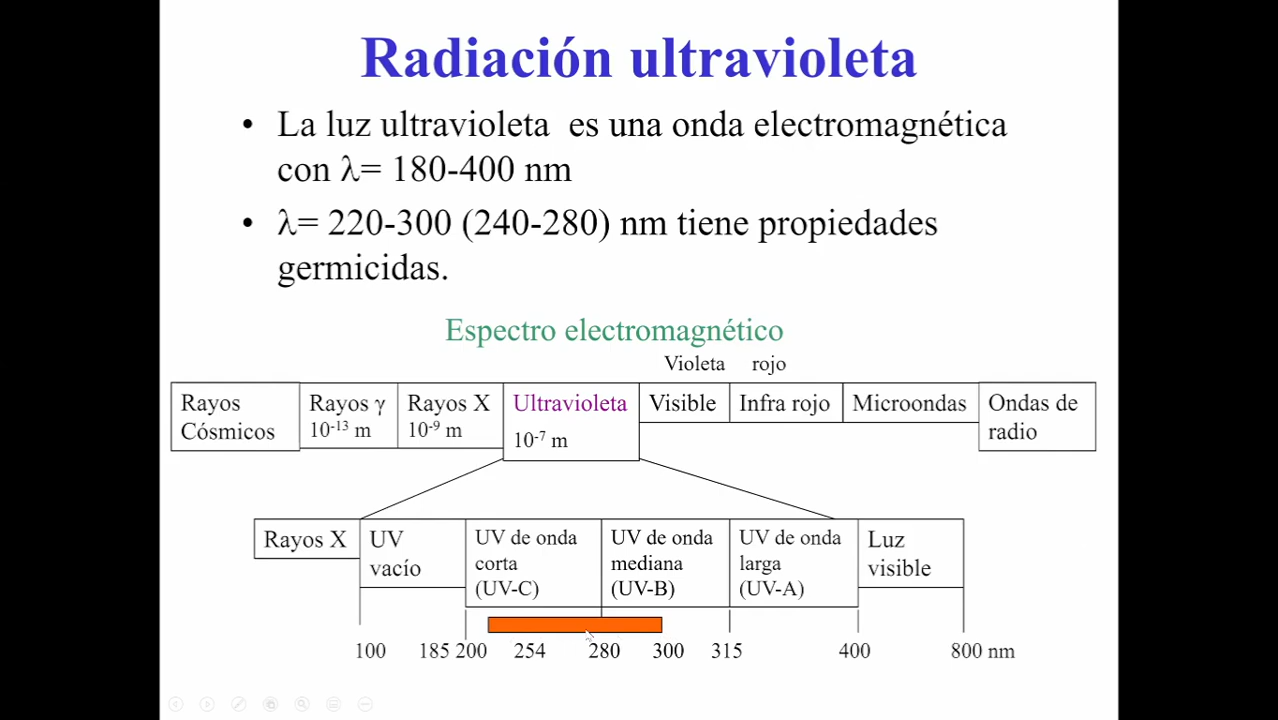 Radiación ultravioleta
• La luz ultravioleta es una onda electromagnética
con λ= 180-400 nm
• λ= 220-300 (240-280) nm tiene propiedades
germicidas.
Espectro electromagnético
Violeta rojo
Rayos
Cósmicos
Rayos γ
10⁻¹³ m
Rayos X
10⁻⁹ m
Ultravioleta
10⁻⁷ m
Visible
Infra rojo
Microondas
Ondas de
radio
Rayos X
UV
vacío
UV de onda
corta
(UV-C)
UV de onda
mediana
(UV-B)
UV de onda
larga
(UV-A)
Luz
visible
100 185 200 254 280 300 315 400 800 nm